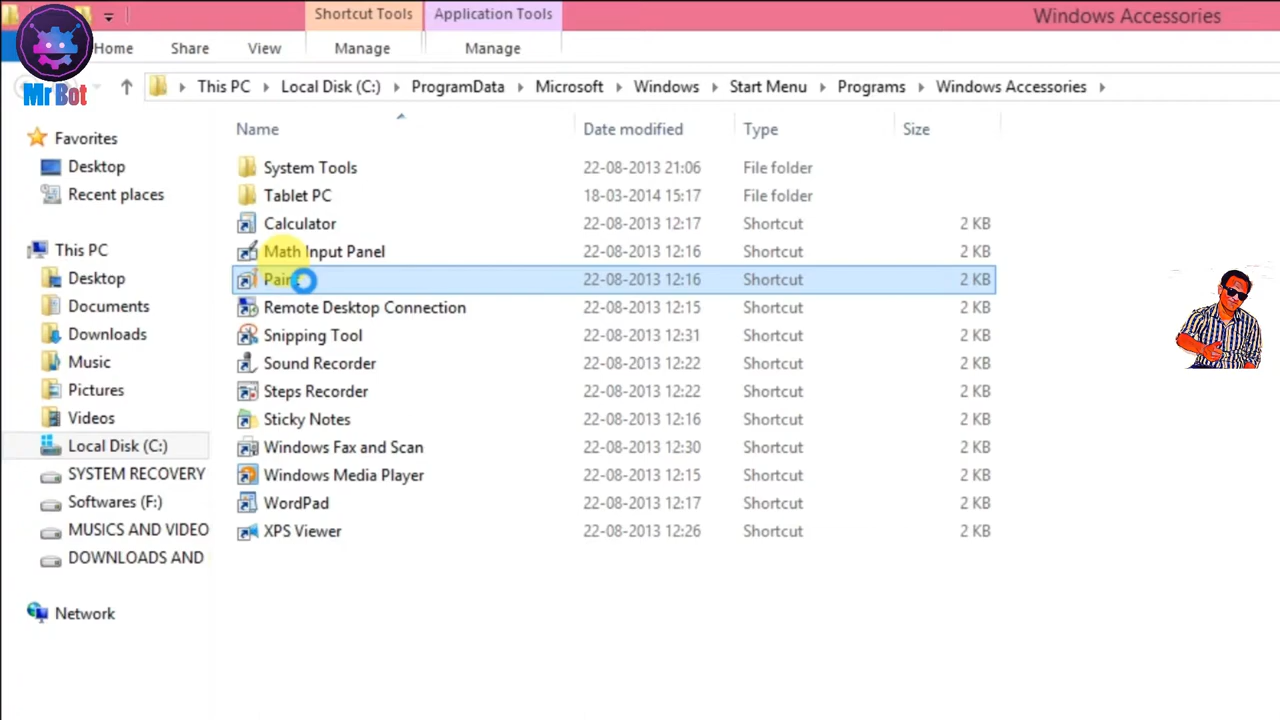 Shortcut Tools Application Tools Windows Accessories
Home Share View Manage Manage
Mr Bot
This PC Local Disk (C:) ProgramData Microsoft Windows Start Menu Programs Windows Accessories
Favorites
Desktop
Recent places
This PC
Desktop
Documents
Downloads
Music
Pictures
Videos
Local Disk (C:)
SYSTEM RECOVERY
Softwares (F:)
MUSICS AND VIDEO
DOWNLOADS AND
Network
Name Date modified Type Size
System Tools 22-08-2013 21:06 File folder
Tablet PC 18-03-2014 15:17 File folder
Calculator 22-08-2013 12:17 Shortcut 2 KB
Math Input Panel 22-08-2013 12:16 Shortcut 2 KB
Paint 22-08-2013 12:16 Shortcut 2 KB
Remote Desktop Connection 22-08-2013 12:15 Shortcut 2 KB
Snipping Tool 22-08-2013 12:31 Shortcut 2 KB
Sound Recorder 22-08-2013 12:22 Shortcut 2 KB
Steps Recorder 22-08-2013 12:22 Shortcut 2 KB
Sticky Notes 22-08-2013 12:16 Shortcut 2 KB
Windows Fax and Scan 22-08-2013 12:30 Shortcut 2 KB
Windows Media Player 22-08-2013 12:15 Shortcut 2 KB
WordPad 22-08-2013 12:17 Shortcut 2 KB
XPS Viewer 22-08-2013 12:26 Shortcut 2 KB